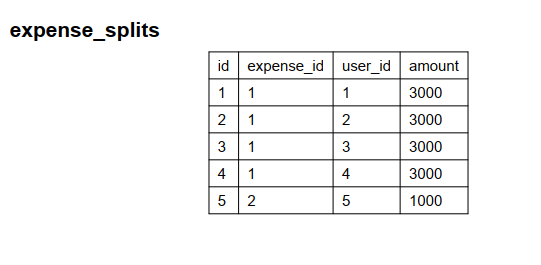 expense_splits
id expense_id user_id amount
1 1 1 3000
2 1 2 3000
3 1 3 3000
4 1 4 3000
5 2 5 1000